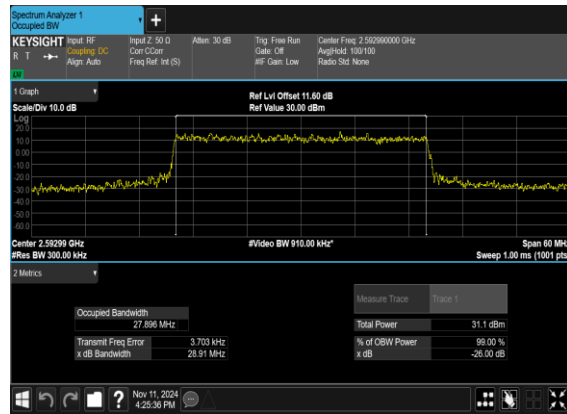 Spectrum Analyzer 1
Occupied BW
KEYSIGHT Input: RF Input Z: 50 Ω Atten: 30 dB Trig: Free Run Center Freq: 2.592990000 GHz
R T Coupling: DC Corr CCorr Gate: Off Avg|Hold: 100/100
Align: Auto Freq Ref: Int (S) #IF Gain: Low Radio Std: None
LW
1 Graph
Ref Lvl Offset 11.60 dB
Scale/Div 10.0 dB Ref Value 30.00 dBm
Log
20.0
10.0
0.00
-10.0
-20.0
-30.0
-40.0
-50.0
-60.0
Center 2.59299 GHz #Video BW 910.00 kHz* Span 60 MHz
#Res BW 300.00 kHz Sweep 1.00 ms (1001 pts
2 Metrics
Measure Trace Trace 1
Occupied Bandwidth
27.896 MHz Total Power 31.1 dBm
Transmit Freq Error 3.703 kHz % of OBW Power 99.00 %
x dB Bandwidth 28.91 MHz x dB -26.00 dB
? Nov 11, 2024
4:25:36 PM